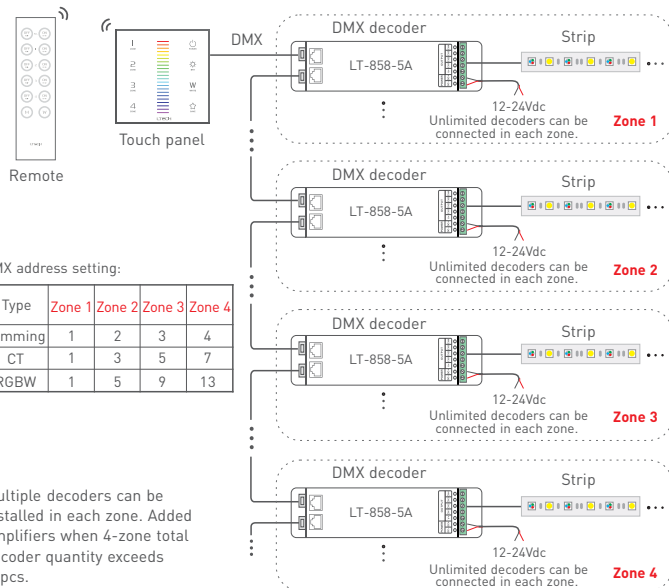 Remote
Touch panel
1
2
3
4
W
DMX
DMX decoder
LT-858-5A
Strip
12-24Vdc
Unlimited decoders can be
connected in each zone.
Zone 1
DMX decoder
LT-858-5A
Strip
12-24Vdc
Unlimited decoders can be
connected in each zone.
Zone 2
MX address setting:
Type Zone 1 Zone 2 Zone 3 Zone 4
mming 1 2 3 4
CT 1 3 5 7
RGBW 1 5 9 13
DMX decoder
LT-858-5A
Strip
12-24Vdc
Unlimited decoders can be
connected in each zone.
Zone 3
ultiple decoders can be
stalled in each zone. Added
mplifiers when 4-zone total
coder quantity exceeds
pcs.
DMX decoder
LT-858-5A
Strip
12-24Vdc
Unlimited decoders can be
connected in each zone.
Zone 4